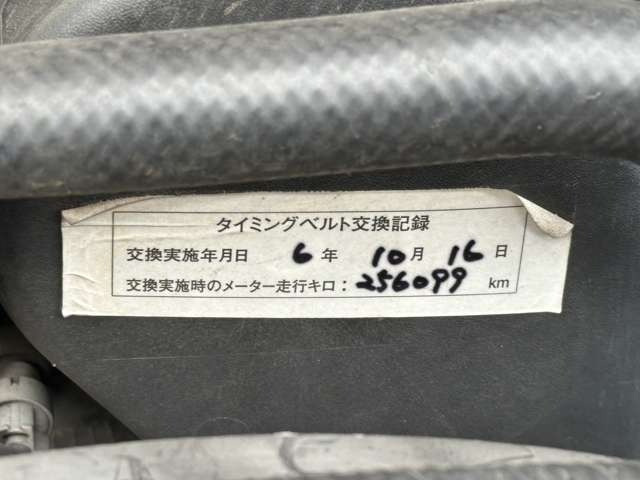 タイミングベルト交換記録
交換実施年月日 6 年 10 月 16 日
交換実施時のメーター走行キロ：256099 km